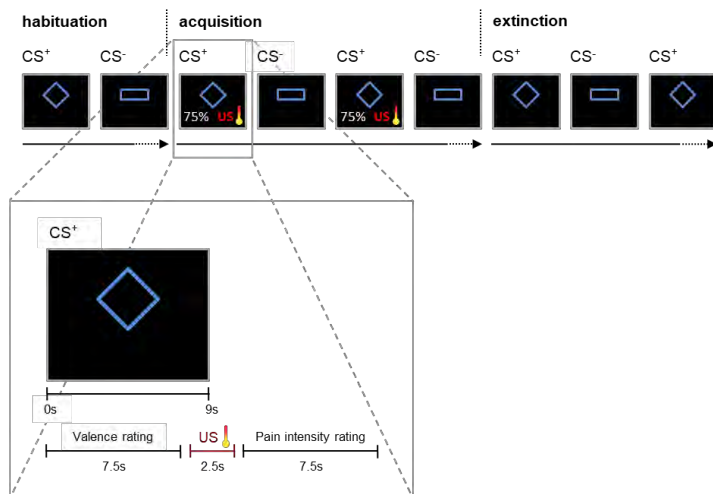 habituation acquisition extinction
CS+ CS- CS+ CS- CS+ CS- CS+ CS- CS+
75% US 75% US
CS+
0s 9s
Valence rating US Pain intensity rating
7.5s 2.5s 7.5s